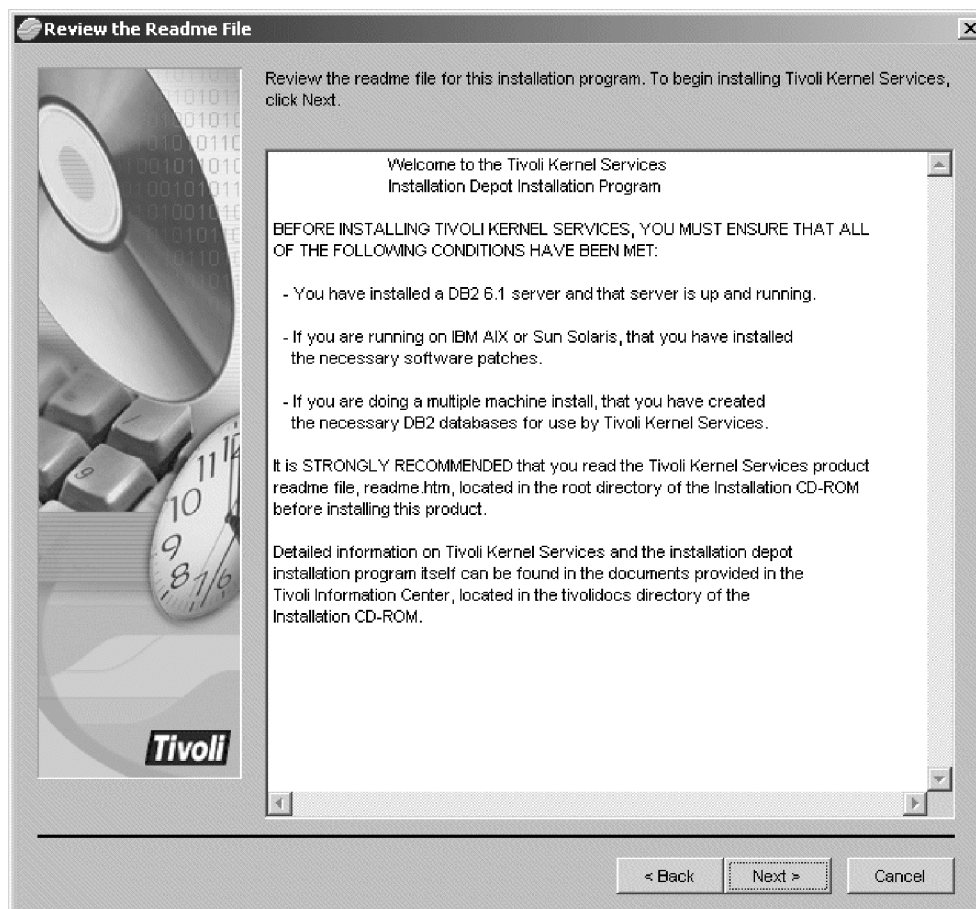 Review the Readme File
Review the readme file for this installation program. To begin installing Tivoli Kernel Services,
click Next.
Welcome to the Tivoli Kernel Services
Installation Depot Installation Program
BEFORE INSTALLING TIVOLI KERNEL SERVICES, YOU MUST ENSURE THAT ALL
OF THE FOLLOWING CONDITIONS HAVE BEEN MET:
- You have installed a DB2 6.1 server and that server is up and running.
- If you are running on IBM AIX or Sun Solaris, that you have installed
the necessary software patches.
- If you are doing a multiple machine install, that you have created
the necessary DB2 databases for use by Tivoli Kernel Services.
It is STRONGLY RECOMMENDED that you read the Tivoli Kernel Services product
readme file, readme.htm, located in the root directory of the Installation CD-ROM
before installing this product.
Detailed information on Tivoli Kernel Services and the installation depot
installation program itself can be found in the documents provided in the
Tivoli Information Center, located in the tivolidocs directory of the
Installation CD-ROM.
Tivoli
< Back
Next >
Cancel